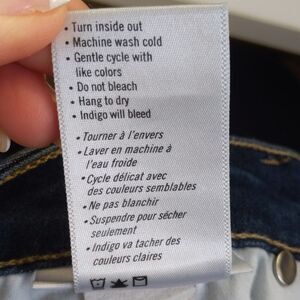 • Turn inside out
• Machine wash cold
• Gentle cycle with
like colors
• Do not bleach
• Hang to dry
• Indigo will bleed
• Tourner à l'envers
• Laver en machine à
l'eau froide
• Cycle délicat avec
des couleurs semblables
• Ne pas blanchir
• Suspendre pour sécher
seulement
• Indigo va tacher des
couleurs claires